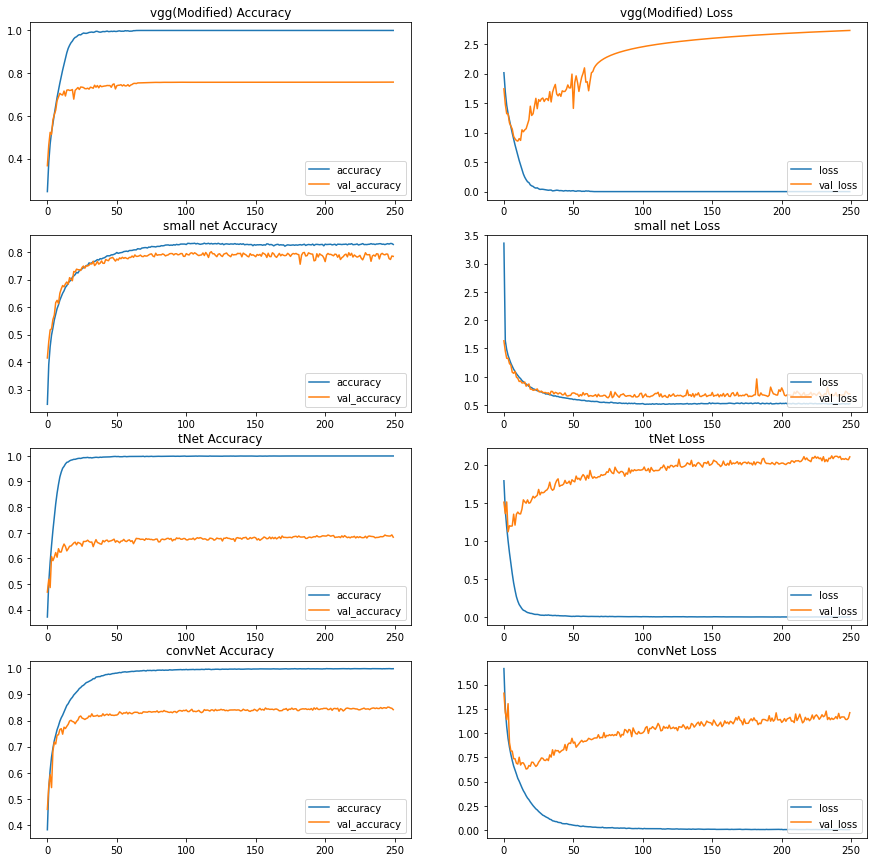 vgg(Modified) Accuracy
1.0
0.8
0.6
0.4
accuracy
val_accuracy
0 50 100 150 200 250
vgg(Modified) Loss
2.5
2.0
1.5
1.0
0.5
0.0
loss
val_loss
0 50 100 150 200 250
small net Accuracy
0.8
0.7
0.6
0.5
0.4
0.3
accuracy
val_accuracy
0 50 100 150 200 250
small net Loss
3.5
3.0
2.5
2.0
1.5
1.0
0.5
loss
val_loss
0 50 100 150 200 250
tNet Accuracy
1.0
0.9
0.8
0.7
0.6
0.5
0.4
accuracy
val_accuracy
0 50 100 150 200 250
tNet Loss
2.0
1.5
1.0
0.5
0.0
loss
val_loss
0 50 100 150 200 250
convNet Accuracy
1.0
0.9
0.8
0.7
0.6
0.5
0.4
accuracy
val_accuracy
0 50 100 150 200 250
convNet Loss
1.50
1.25
1.00
0.75
0.50
0.25
0.00
loss
val_loss
0 50 100 150 200 250